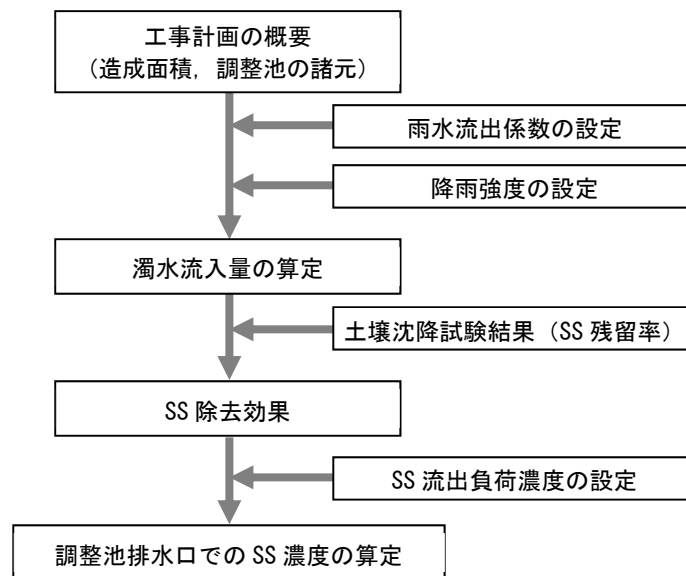 工事計画の概要
（造成面積，調整池の諸元）
雨水流出係数の設定
降雨強度の設定
濁水流入量の算定
土壌沈降試験結果（SS 残留率）
SS 除去効果
SS 流出負荷濃度の設定
調整池排水口での SS 濃度の算定